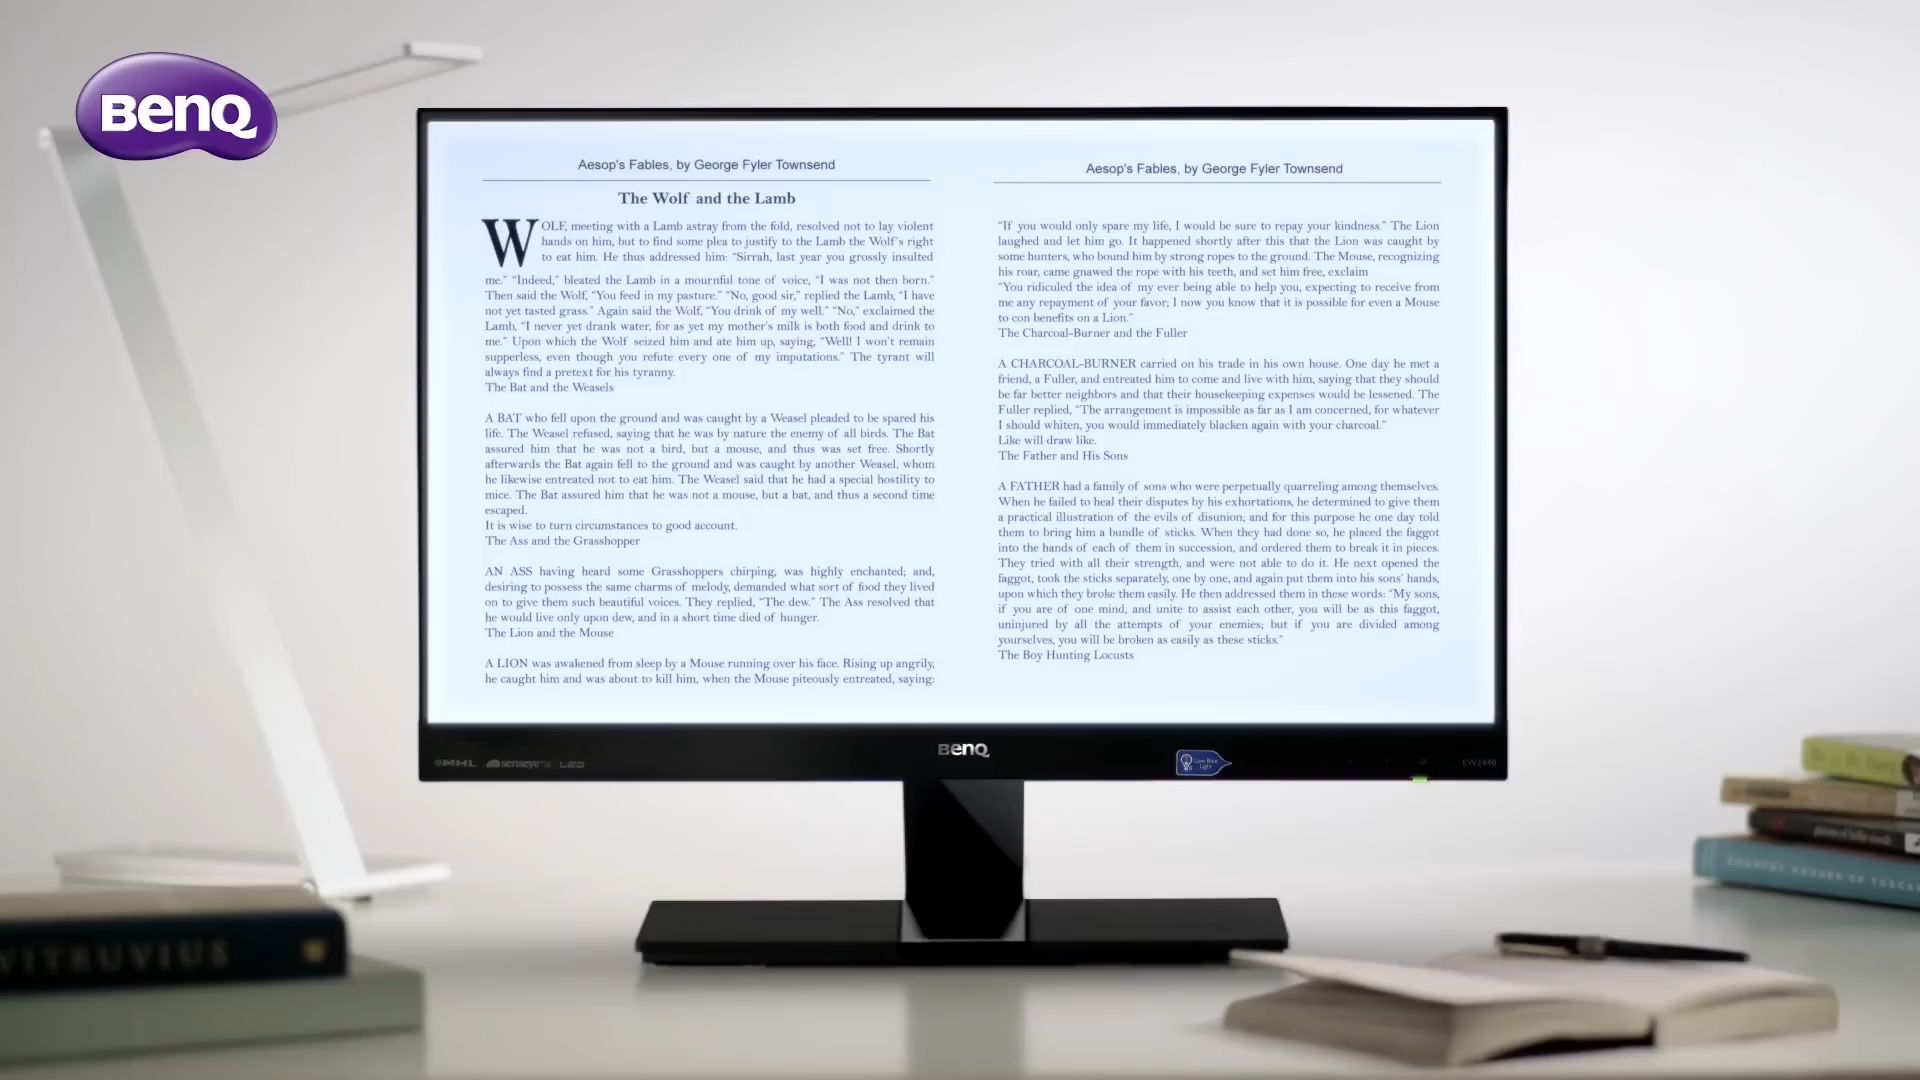 BenQ
Aesop's Fables, by George Fyler Townsend
The Wolf and the Lamb
WOLF, meeting with a Lamb astray from the fold, resolved not to lay violent
hands on him, but to find some plea to justify to the Lamb the Wolf's right
to eat him. He thus addressed him: "Sirrah, last year you grossly insulted
me." "Indeed," bleated the Lamb in a mournful tone of voice, "I was not then born."
Then said the Wolf, "You feed in my pasture." "No, good sir," replied the Lamb, "I have
not yet tasted grass." Again said the Wolf, "You drink of my well." "No," exclaimed the
Lamb, "I never yet drank water, for as yet my mother's milk is both food and drink to
me." Upon which the Wolf seized him and ate him up, saying, "Well! I won't remain
supperless, even though you refute every one of my imputations." The tyrant will
always find a pretext for his tyranny.
The Bat and the Weasels
A BAT who fell upon the ground and was caught by a Weasel pleaded to be spared his
life. The Weasel refused, saying that he was by nature the enemy of all birds. The Bat
assured him that he was not a bird, but a mouse, and thus was set free. Shortly
afterwards the Bat again fell to the ground and was caught by another Weasel, whom
he likewise entreated not to eat him. The Weasel said that he had a special hostility to
mice. The Bat assured him that he was not a mouse, but a bat, and thus a second time
escaped.
It is wise to turn circumstances to good account.
The Ass and the Grasshopper
AN ASS having heard some Grasshoppers chirping, was highly enchanted; and,
desiring to possess the same charms of melody, demanded what sort of food they lived
on to give them such beautiful voices. They replied, "The dew." The Ass resolved that
he would live only upon dew, and in a short time died of hunger.
The Lion and the Mouse
A LION was awakened from sleep by a Mouse running over his face. Rising up angrily,
he caught him and was about to kill him, when the Mouse piteously entreated, saying:
Aesop's Fables, by George Fyler Townsend
"If you would only spare my life, I would be sure to repay your kindness." The Lion
laughed and let him go. It happened shortly after this that the Lion was caught by
some hunters, who bound him by strong ropes to the ground. The Mouse, recognizing
his roar, came gnawed the rope with his teeth, and set him free, exclaim
"You ridiculed the idea of my ever being able to help you, expecting to receive from
me any repayment of your favor; I now you know that it is possible for even a Mouse
to con benefits on a Lion."
The Charcoal-Burner and the Fuller
A CHARCOAL-BURNER carried on his trade in his own house. One day he met a
friend, a Fuller, and entreated him to come and live with him, saying that they should
be far better neighbors and that their housekeeping expenses would be lessened. The
Fuller replied, "The arrangement is impossible as far as I am concerned, for whatever
I should whiten, you would immediately blacken again with your charcoal."
Like will draw like.
The Father and His Sons
A FATHER had a family of sons who were perpetually quarreling among themselves.
When he failed to heal their disputes by his exhortations, he determined to give them
a practical illustration of the evils of disunion; and for this purpose he one day told
them to bring him a bundle of sticks. When they had done so, he placed the faggot
into the hands of each of them in succession, and ordered them to break it in pieces.
They tried with all their strength, and were not able to do it. He next opened the
faggot, took the sticks separately, one by one, and again put them into his sons' hands,
upon which they broke them easily. He then addressed them in these words: "My sons,
if you are of one mind, and unite to assist each other, you will be as this faggot,
uninjured by all the attempts of your enemies; but if you are divided among
yourselves, you will be broken as easily as these sticks."
The Boy Hunting Locusts
BenQ
MHL senseye LED
Low Blue
Light
EW2440
VITRUVIUS
COUNTRY HOUSES OF TUSCA